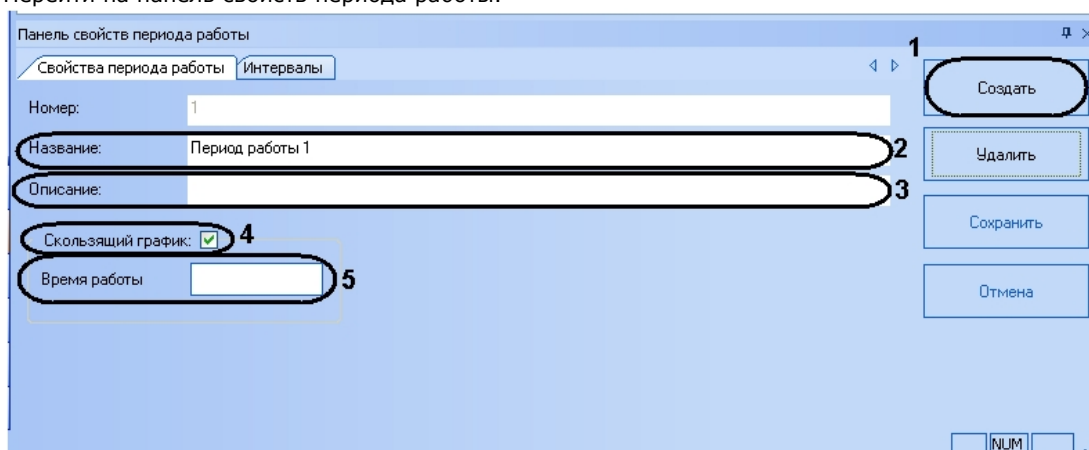 Перейти на панель свойств периода работы.
Панель свойств периода работы
Свойства периода работы Интервалы
1
Создать
Номер: 1
Название: Период работы 1 2
Удалить
Описание: 3
Сохранить
Скользящий график: 4
Время работы 5
Отмена
NUM